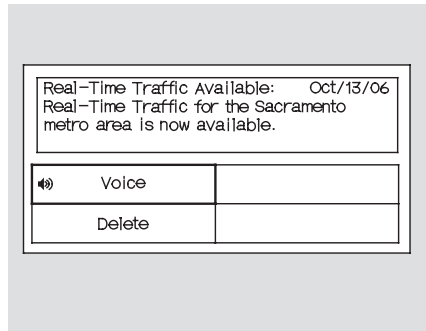 Real-Time Traffic Available: Oct/13/06
Real-Time Traffic for the Sacramento
metro area is now available.
Voice
Delete